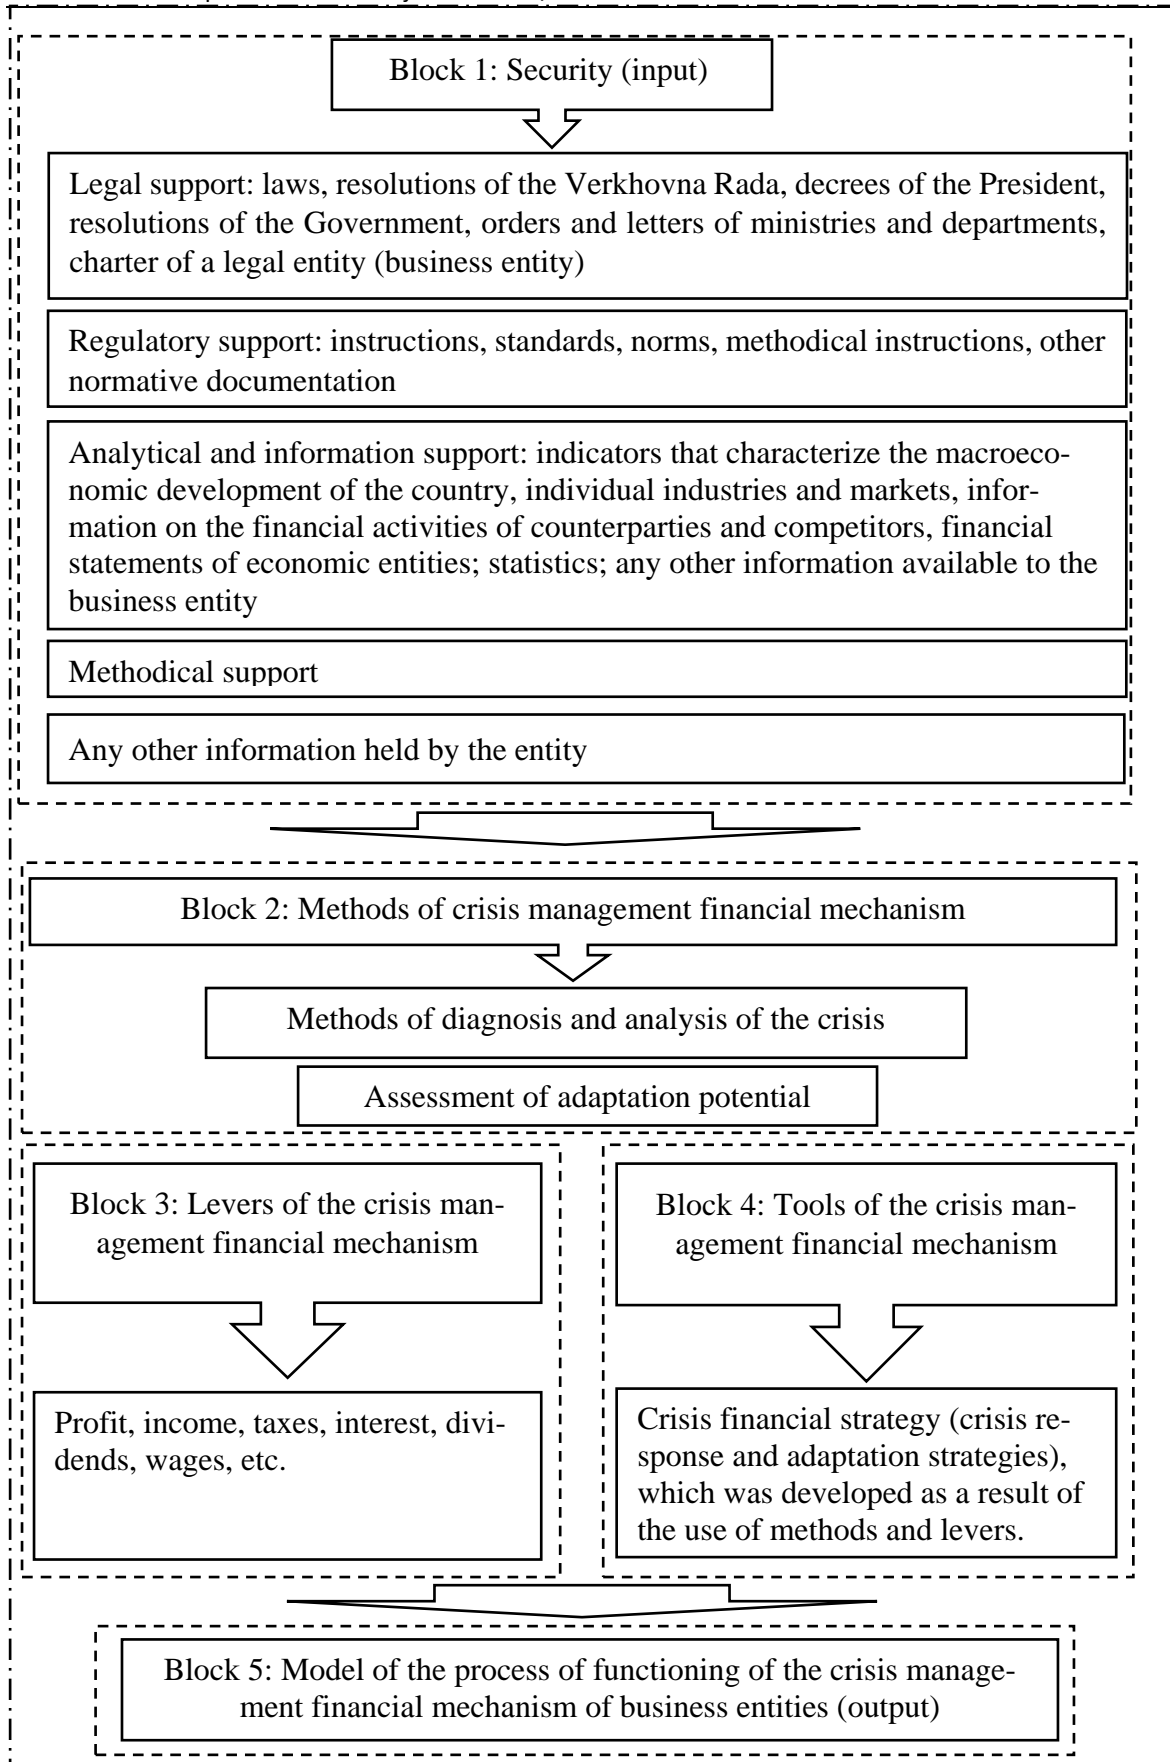 Block 1: Security (input)
Legal support: laws, resolutions of the Verkhovna Rada, decrees of the President,
resolutions of the Government, orders and letters of ministries and departments,
charter of a legal entity (business entity)
Regulatory support: instructions, standards, norms, methodical instructions, other
normative documentation
Analytical and information support: indicators that characterize the macroeco-
nomic development of the country, individual industries and markets, infor-
mation on the financial activities of counterparties and competitors, financial
statements of economic entities; statistics; any other information available to the
business entity
Methodical support
Any other information held by the entity
Block 2: Methods of crisis management financial mechanism
Methods of diagnosis and analysis of the crisis
Assessment of adaptation potential
Block 3: Levers of the crisis man-
agement financial mechanism
Profit, income, taxes, interest, divi-
dends, wages, etc.
Block 4: Tools of the crisis man-
agement financial mechanism
Crisis financial strategy (crisis re-
sponse and adaptation strategies),
which was developed as a result of
the use of methods and levers.
Block 5: Model of the process of functioning of the crisis manage-
ment financial mechanism of business entities (output)